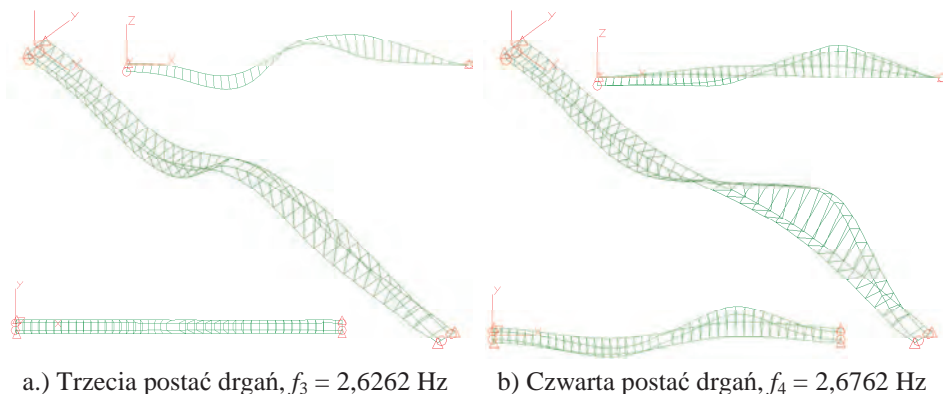 Y
Z
X
Z
Y
Y
a.) Trzecia postać drgań, f₃ = 2,6262 Hz
b) Czwarta postać drgań, f₄ = 2,6762 Hz